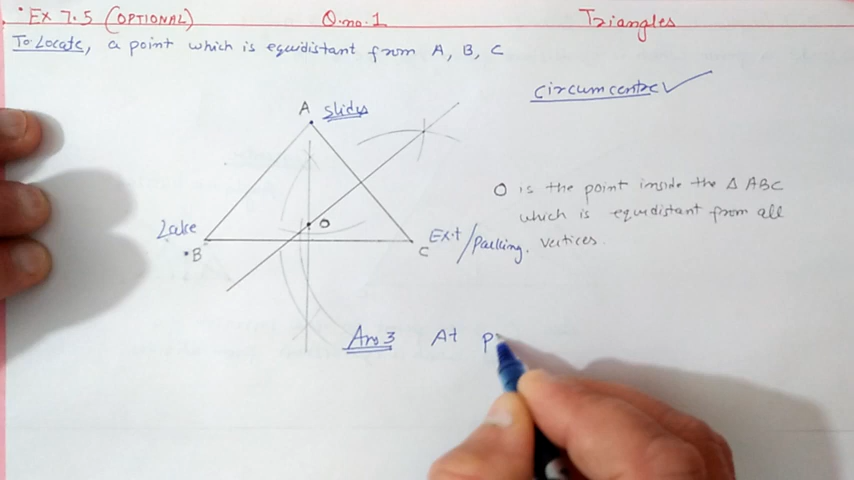 • Ex 7.5 (OPTIONAL) Q.no.1 Triangles
To Locate, a point which is equidistant from A, B, C
circumcentre
A slides
O is the point inside the Δ ABC
which is equidistant from all
vertices.
O
Lake
B
C Exit/Parking.
Ans 3 At p